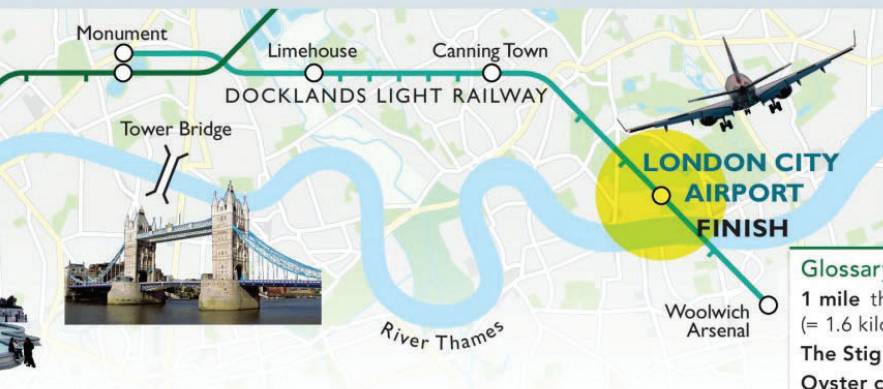 Monument
Limehouse
Canning Town
DOCKLANDS LIGHT RAILWAY
Tower Bridge
LONDON CITY
AIRPORT
FINISH
River Thames
Woolwich
Arsenal
Glossary
1 mile
(= 1.6
The Stig
Oyster